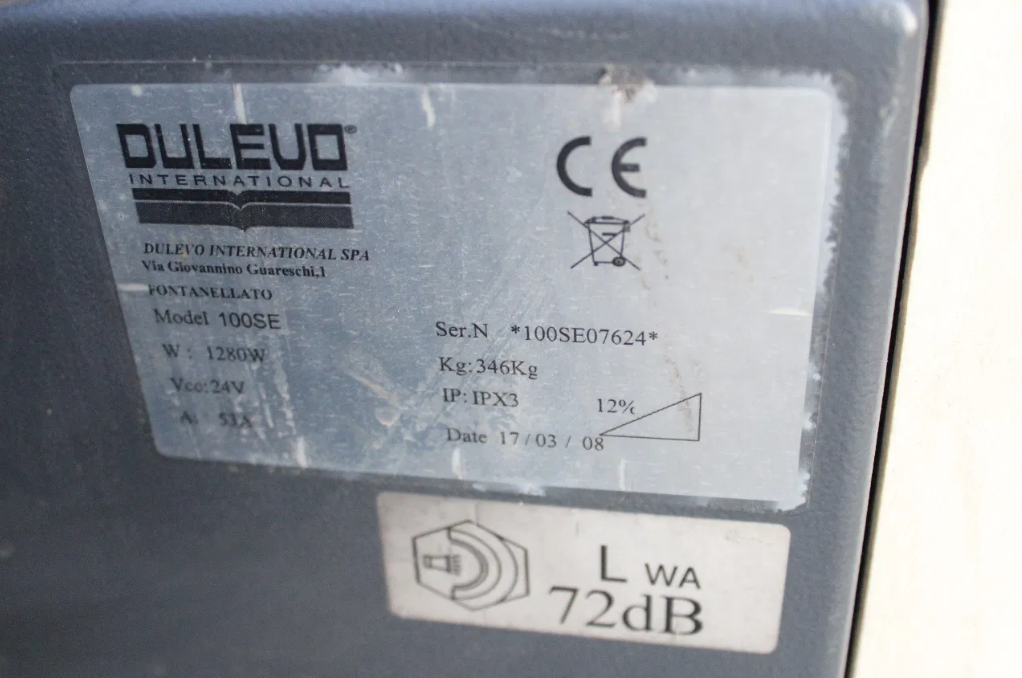 DULEVO®
INTERNATIONAL
DULEVO INTERNATIONAL SPA
Via Giovannino Guareschi,1
FONTANELLATO
Model 100SE
W: 1280W
Vcc:24V
A: 53A
CE
Ser.N *100SE07624*
Kg:346Kg
IP: IPX3
12%
Date 17/03/08
L WA
72dB